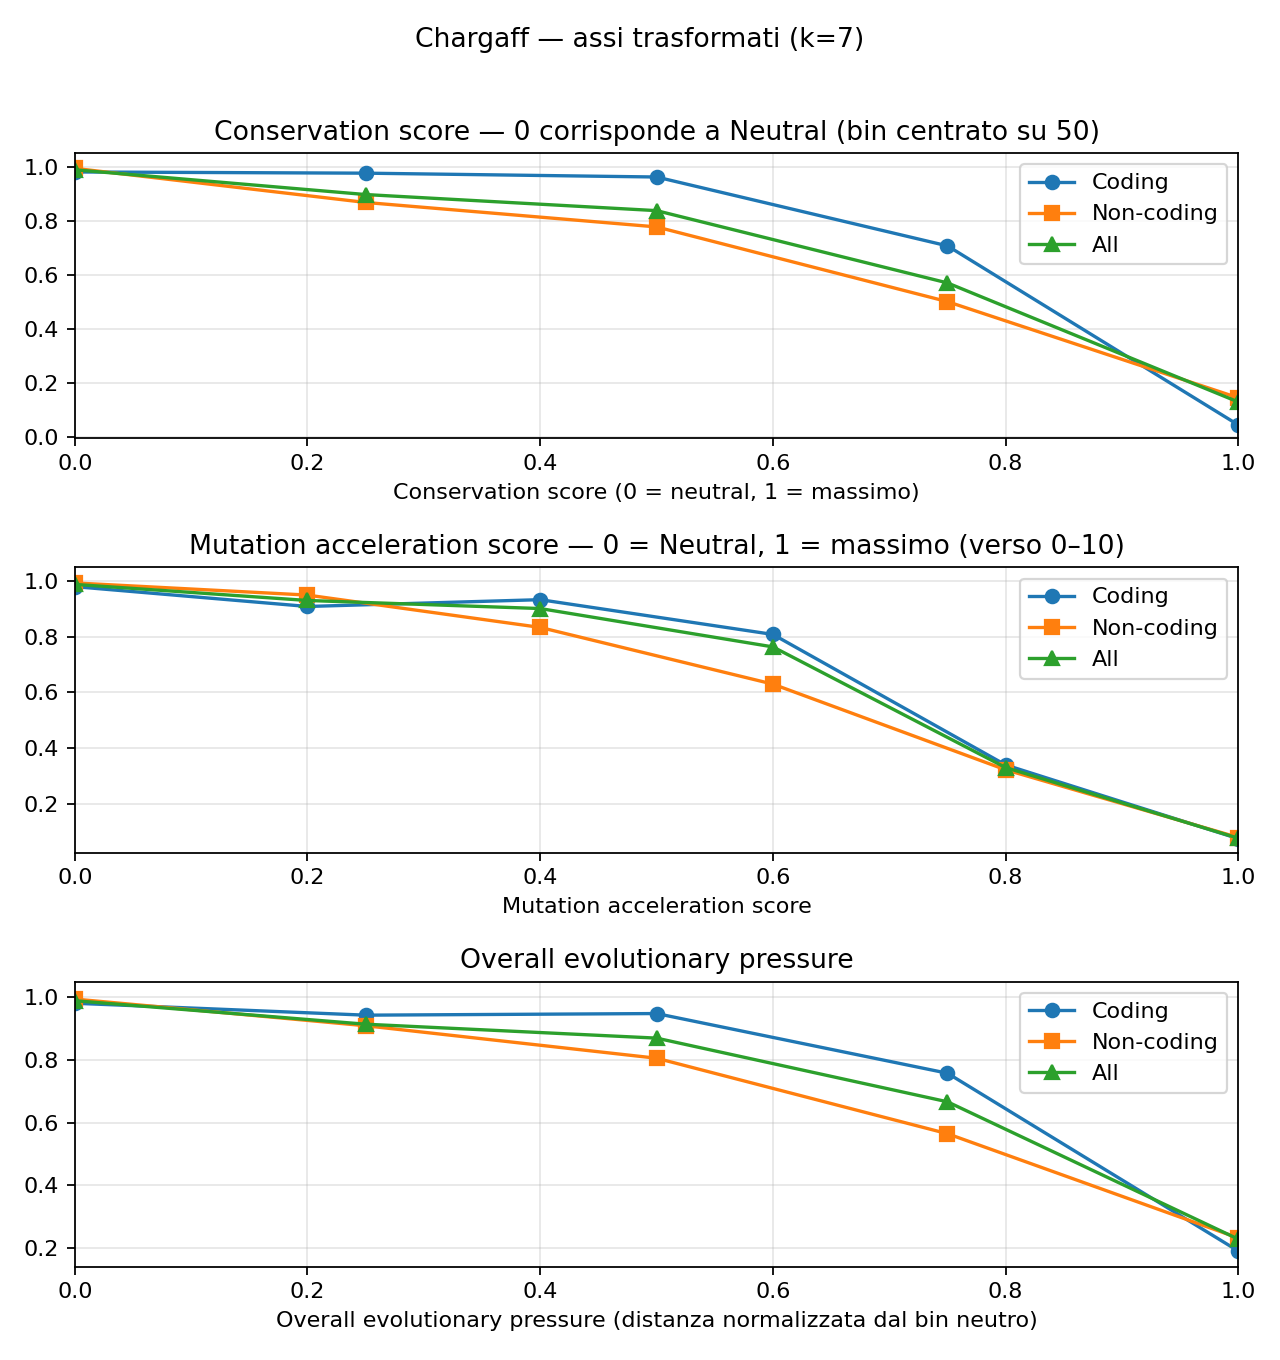 Chargaff — assi trasformati (k=7)
Conservation score — 0 corrisponde a Neutral (bin centrato su 50)
1.0
0.8
0.6
0.4
0.2
0.0
Coding
Non-coding
All
0.0 0.2 0.4 0.6 0.8 1.0
Conservation score (0 = neutral, 1 = massimo)
Mutation acceleration score — 0 = Neutral, 1 = massimo (verso 0–10)
1.0
0.8
0.6
0.4
0.2
Coding
Non-coding
All
0.0 0.2 0.4 0.6 0.8 1.0
Mutation acceleration score
Overall evolutionary pressure
1.0
0.8
0.6
0.4
0.2
Coding
Non-coding
All
0.0 0.2 0.4 0.6 0.8 1.0
Overall evolutionary pressure (distanza normalizzata dal bin neutro)